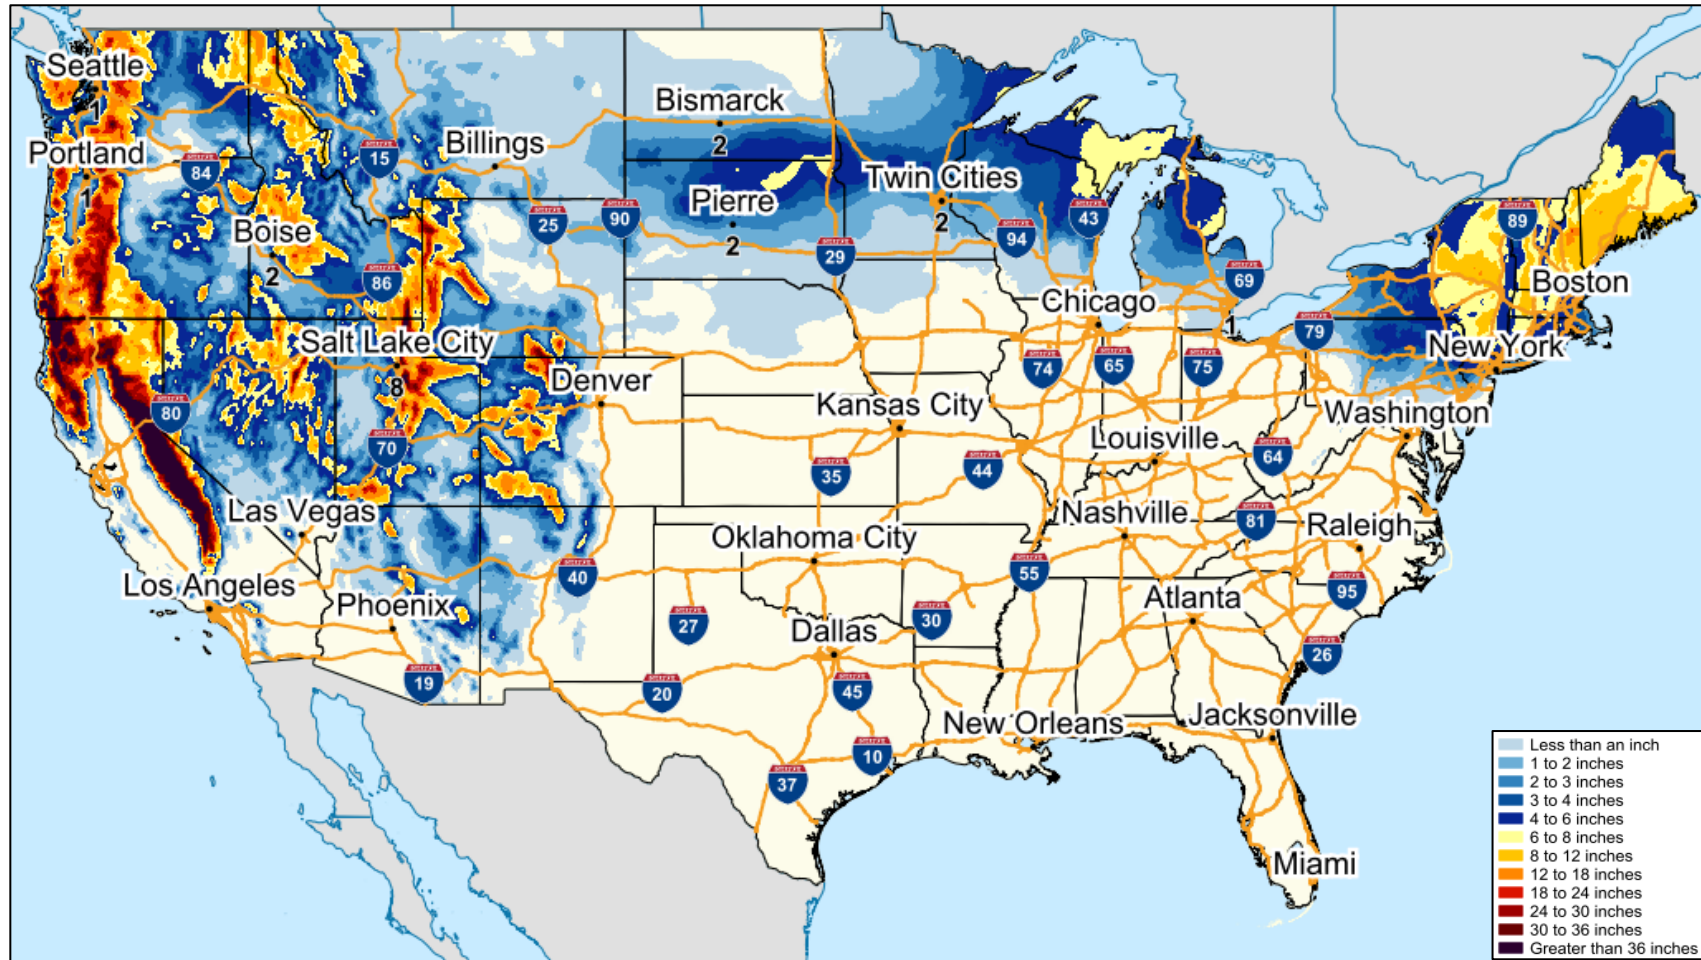 Seattle
1
Portland
1
84
15
Billings
Bismarck
2
Pierre
2
Twin Cities
2
Boise
2
86
25
90
29
94
43
69
89
Boston
Chicago
1
79
New York
Salt Lake City
8
Denver
80
70
74
65
75
Kansas City
Washington
Louisville
64
35
44
Las Vegas
Nashville
81
Raleigh
Oklahoma City
Los Angeles
40
55
95
Phoenix
27
Dallas
30
Atlanta
26
19
20
45
New Orleans
Jacksonville
10
37
Miami
Less than an inch
1 to 2 inches
2 to 3 inches
3 to 4 inches
4 to 6 inches
6 to 8 inches
8 to 12 inches
12 to 18 inches
18 to 24 inches
24 to 30 inches
30 to 36 inches
Greater than 36 inches